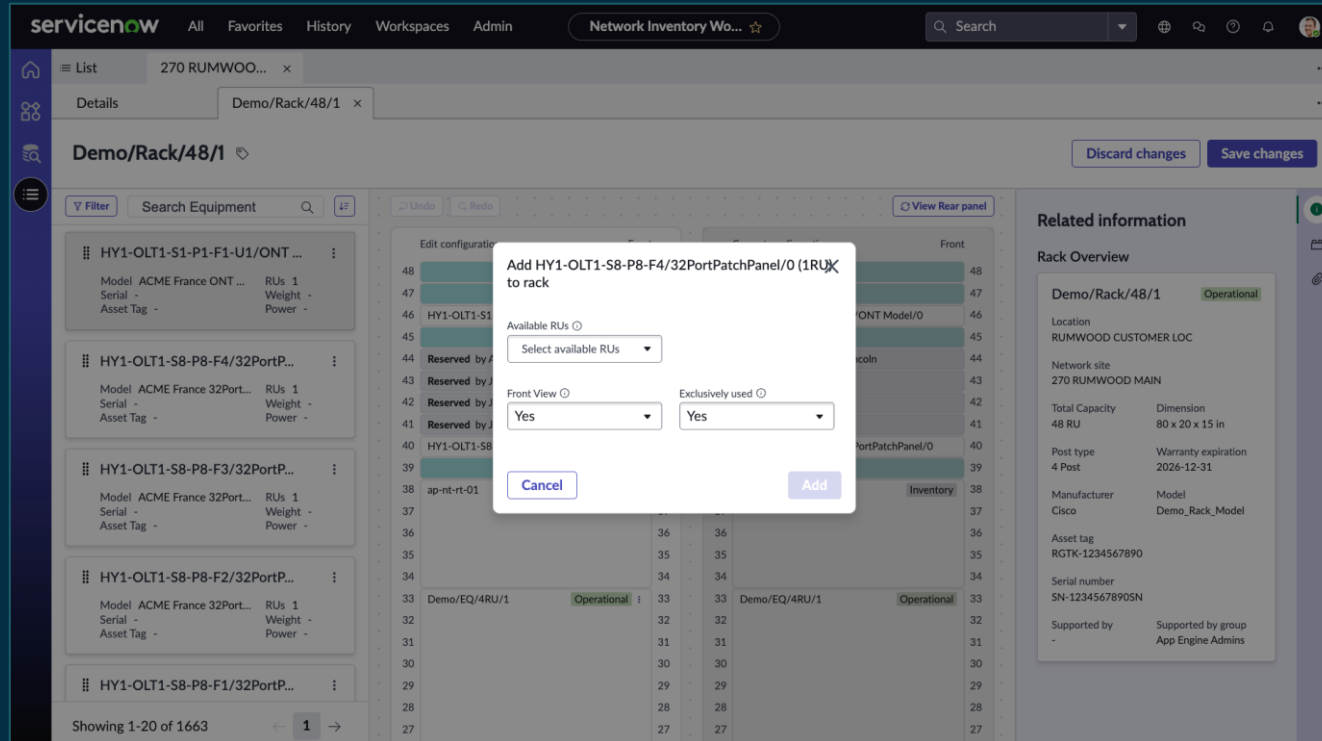 servicenow All Favorites History Workspaces Admin Network Inventory Wo... Search
List 270 RUMWOO...
Details Demo/Rack/48/1
Demo/Rack/48/1
Discard changes Save changes
Filter Search Equipment
HY1-OLT1-S1-P1-F1-U1/ONT ...
Model ACME France ONT ... RUs 1
Serial - Weight -
Asset Tag - Power -
HY1-OLT1-S8-P8-F4/32PortP...
Model ACME France 32Port... RUs 1
Serial - Weight -
Asset Tag - Power -
HY1-OLT1-S8-P8-F3/32PortP...
Model ACME France 32Port... RUs 1
Serial - Weight -
Asset Tag - Power -
HY1-OLT1-S8-P8-F2/32PortP...
Model ACME France 32Port... RUs 1
Serial - Weight -
Asset Tag - Power -
HY1-OLT1-S8-P8-F1/32PortP...
Showing 1-20 of 1663 1
Undo Redo View Rear panel
Edit configuration Front
48 48
47 47
46 HY1-OLT1-S1 /ONT Model/0 46
45 45
44 Reserved by A coln 44
43 Reserved by J 43
42 Reserved by J 42
41 Reserved by J 41
40 HY1-OLT1-S8 PortPatchPanel/0 40
39 39
38 ap-nt-rt-01 Inventory 38
37 37
36 36 36 36
35 35 35 35
34 34 34 34
33 Demo/EQ/4RU/1 Operational 33 33 Demo/EQ/4RU/1 Operational 33
32 32 32 32
31 31 31 31
30 30 30 30
29 29 29 29
28 28 28 28
27 27 27 27
Add HY1-OLT1-S8-P8-F4/32PortPatchPanel/0 (1RU)
to rack
Available RUs
Select available RUs
Front View Exclusively used
Yes Yes
Cancel Add
Related information
Rack Overview
Demo/Rack/48/1 Operational
Location
RUMWOOD CUSTOMER LOC
Network site
270 RUMWOOD MAIN
Total Capacity Dimension
48 RU 80 x 20 x 15 in
Post type Warranty expiration
4 Post 2026-12-31
Manufacturer Model
Cisco Demo_Rack_Model
Asset tag
RGTK-1234567890
Serial number
SN-1234567890SN
Supported by Supported by group
- App Engine Admins